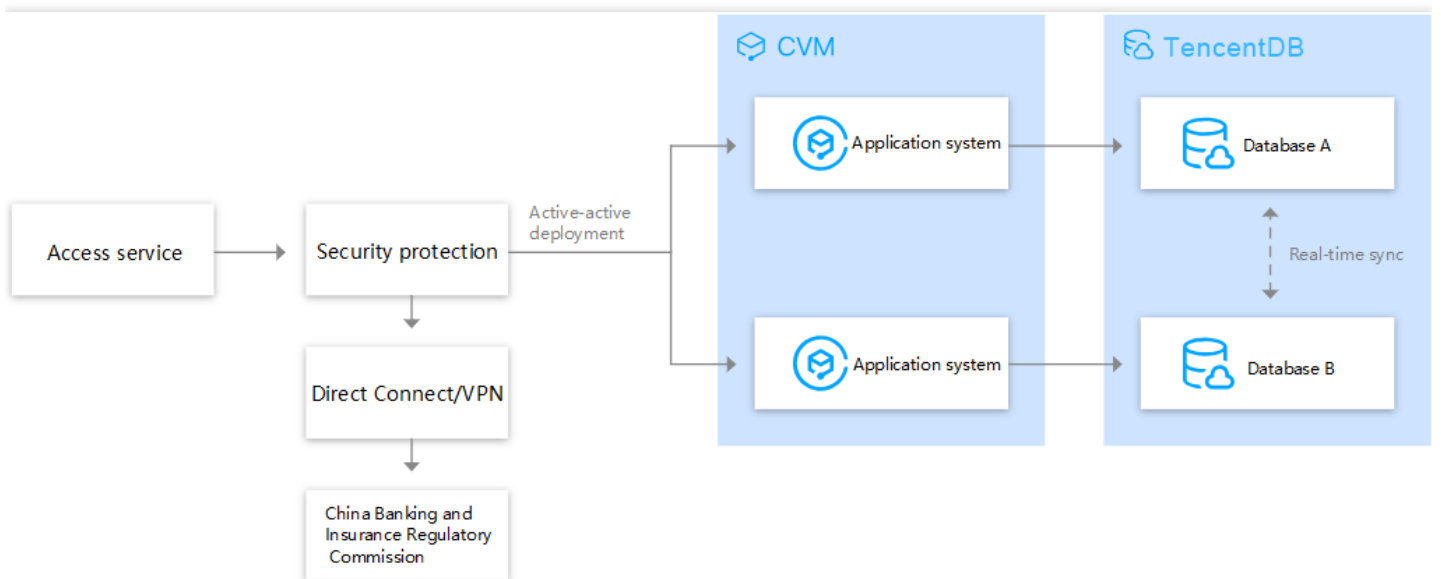 CVM
TencentDB
Application system
Database A
Access service
Security protection
Active-active
deployment
Real-time sync
Application system
Database B
Direct Connect/VPN
China Banking and
Insurance Regulatory
Commission